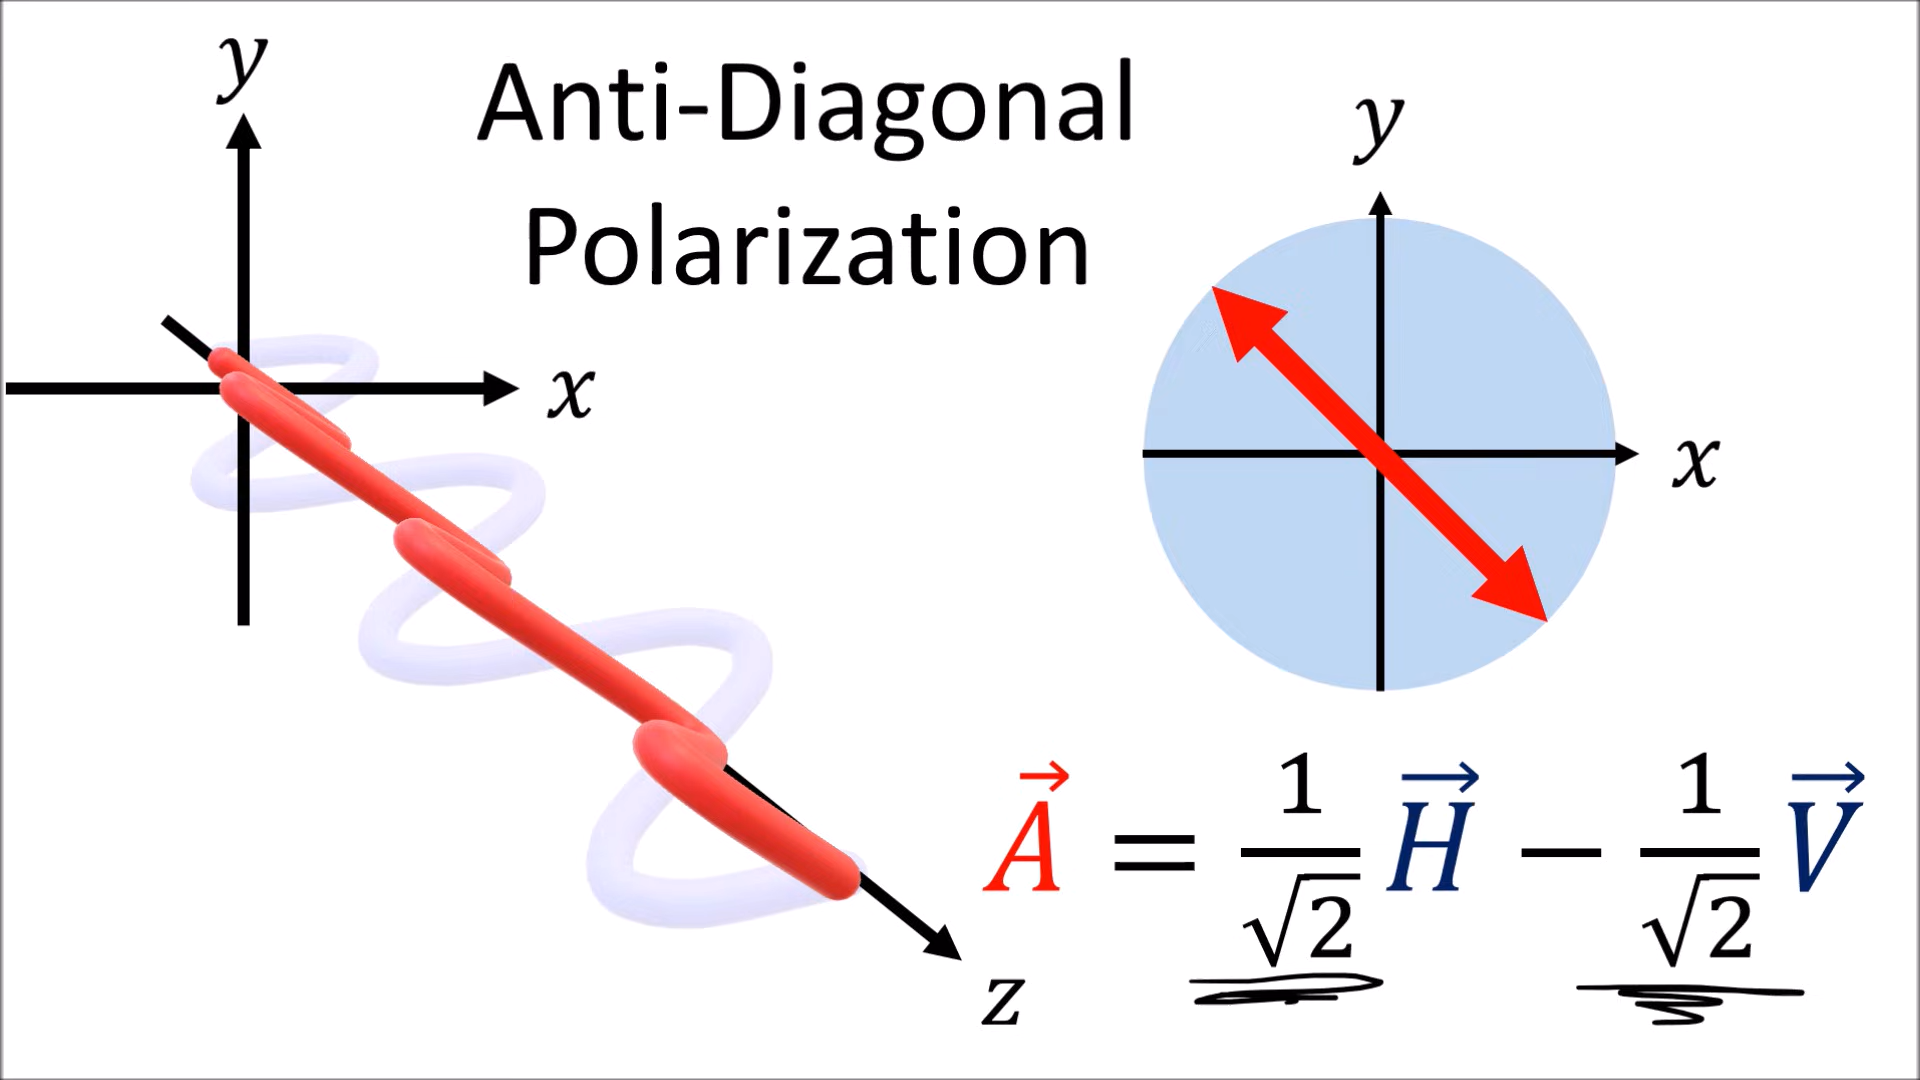 Anti-Diagonal
Polarization
y
x
z
y
x
A⃗ = 1/√2 H⃗ − 1/√2 V⃗